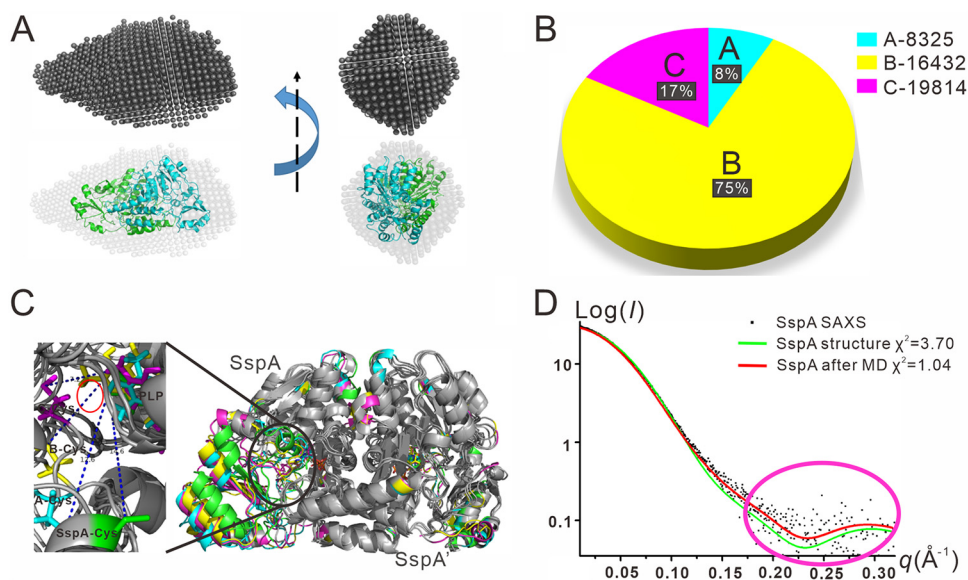 A
B
A
8%
C
17%
B
75%
A-8325
B-16432
C-19814
C
SspA
PLP
B-Cys
SspA-Cys
SspA'
D
Log(I)
SspA SAXS
SspA structure χ²=3.70
SspA after MD χ²=1.04
10
1
0.1
0.05
0.10
0.15
0.20
0.25
0.30
q(Å⁻¹)